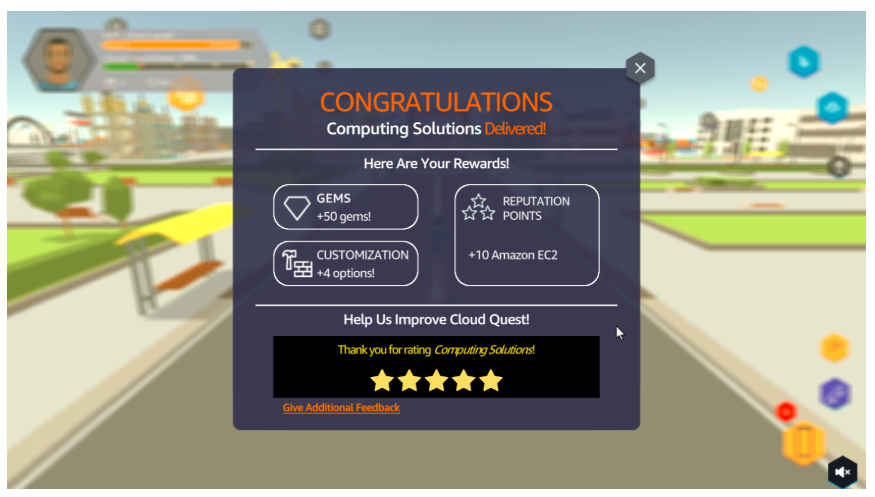 CONGRATULATIONS
Computing Solutions Delivered!
Here Are Your Rewards!
GEMS
+50 gems!
REPUTATION
POINTS
CUSTOMIZATION
+4 options!
+10 Amazon EC2
Help Us Improve Cloud Quest!
Thank you for rating Computing Solutions!
Give Additional Feedback